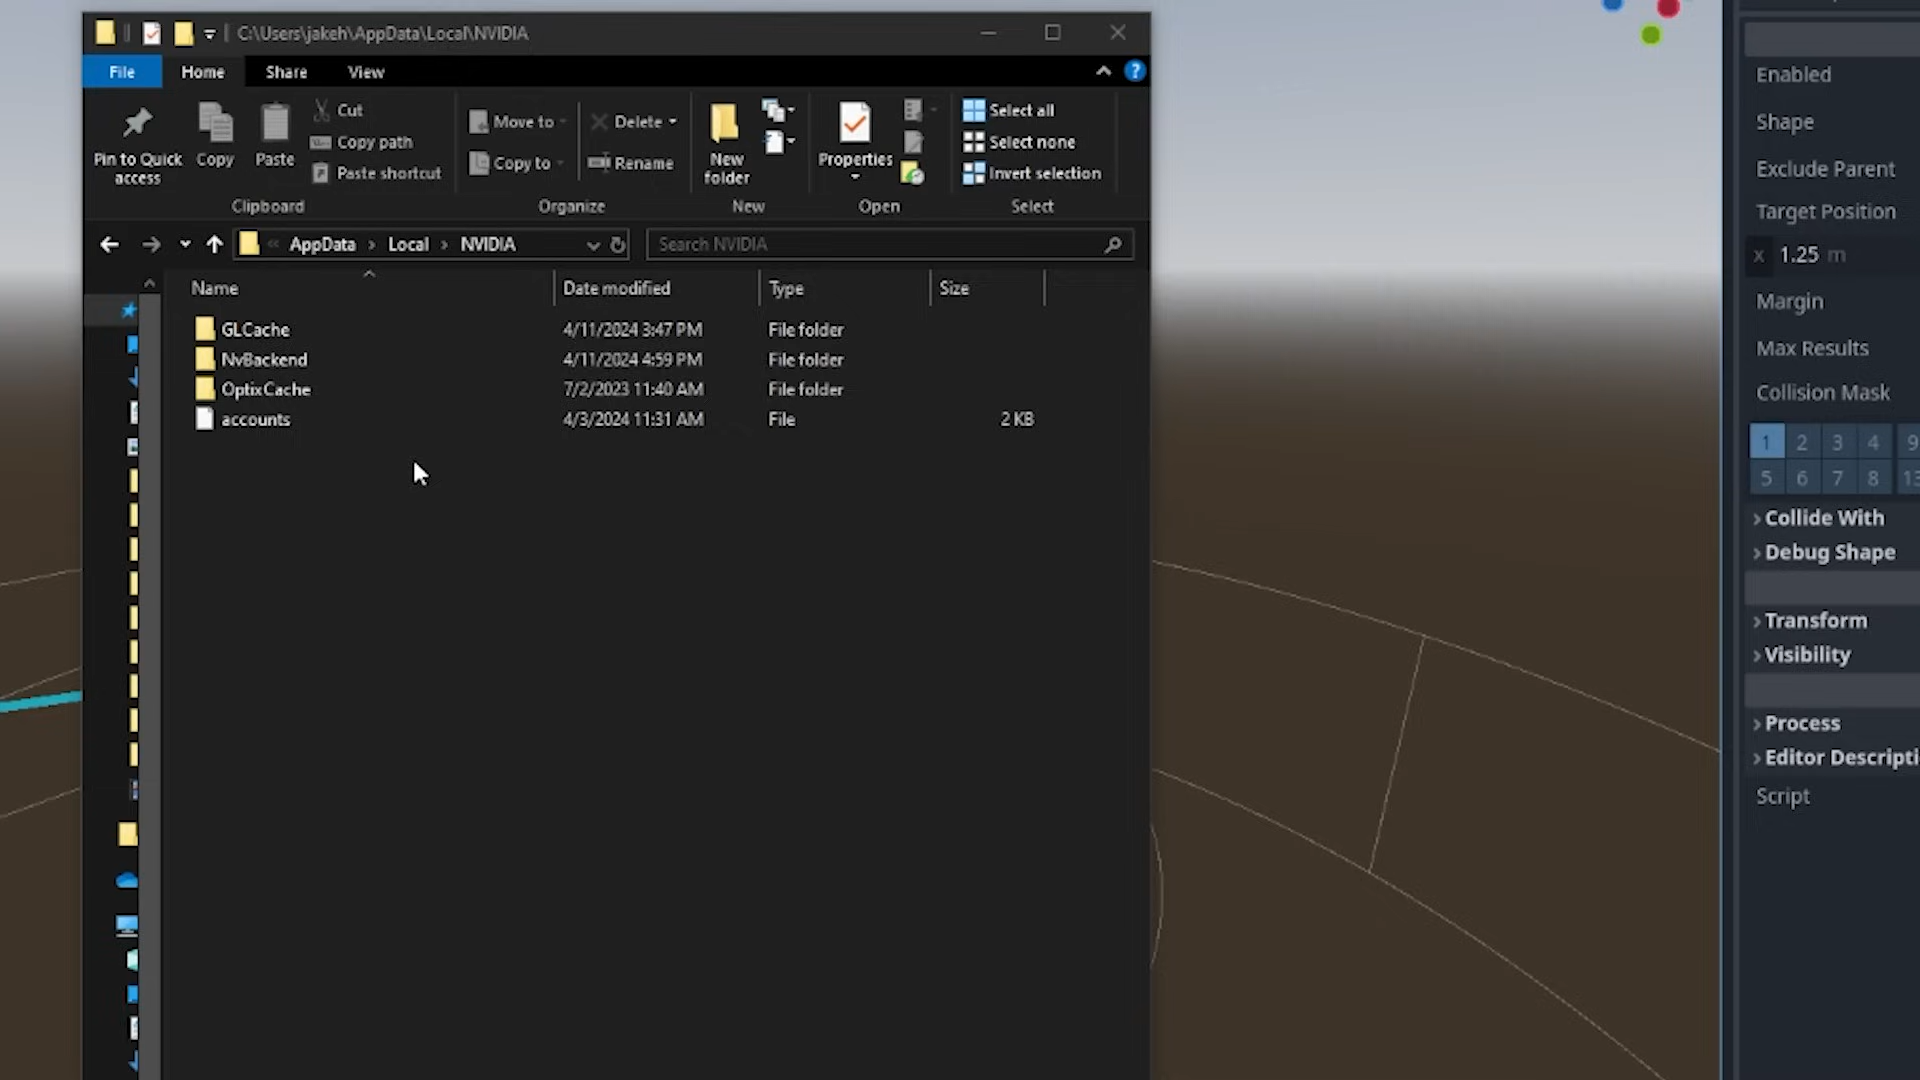 C:\Users\jakeh\AppData\Local\NVIDIA
File Home Share View
Pin to Quick access
Copy
Paste
Cut
Copy path
Paste shortcut
Clipboard
Move to
Copy to
Delete
Rename
Organize
New folder
New
Properties
Open
Select all
Select none
Invert selection
Select
« AppData › Local › NVIDIA
Search NVIDIA
Name Date modified Type Size
GLCache 4/11/2024 3:47 PM File folder
NvBackend 4/11/2024 4:59 PM File folder
OptixCache 7/2/2023 11:40 AM File folder
accounts 4/3/2024 11:31 AM File 2 KB
Enabled
Shape
Exclude Parent
Target Position
x 1.25 m
Margin
Max Results
Collision Mask
1 2 3 4 9
5 6 7 8 13
Collide With
Debug Shape
Transform
Visibility
Process
Editor Descripti
Script